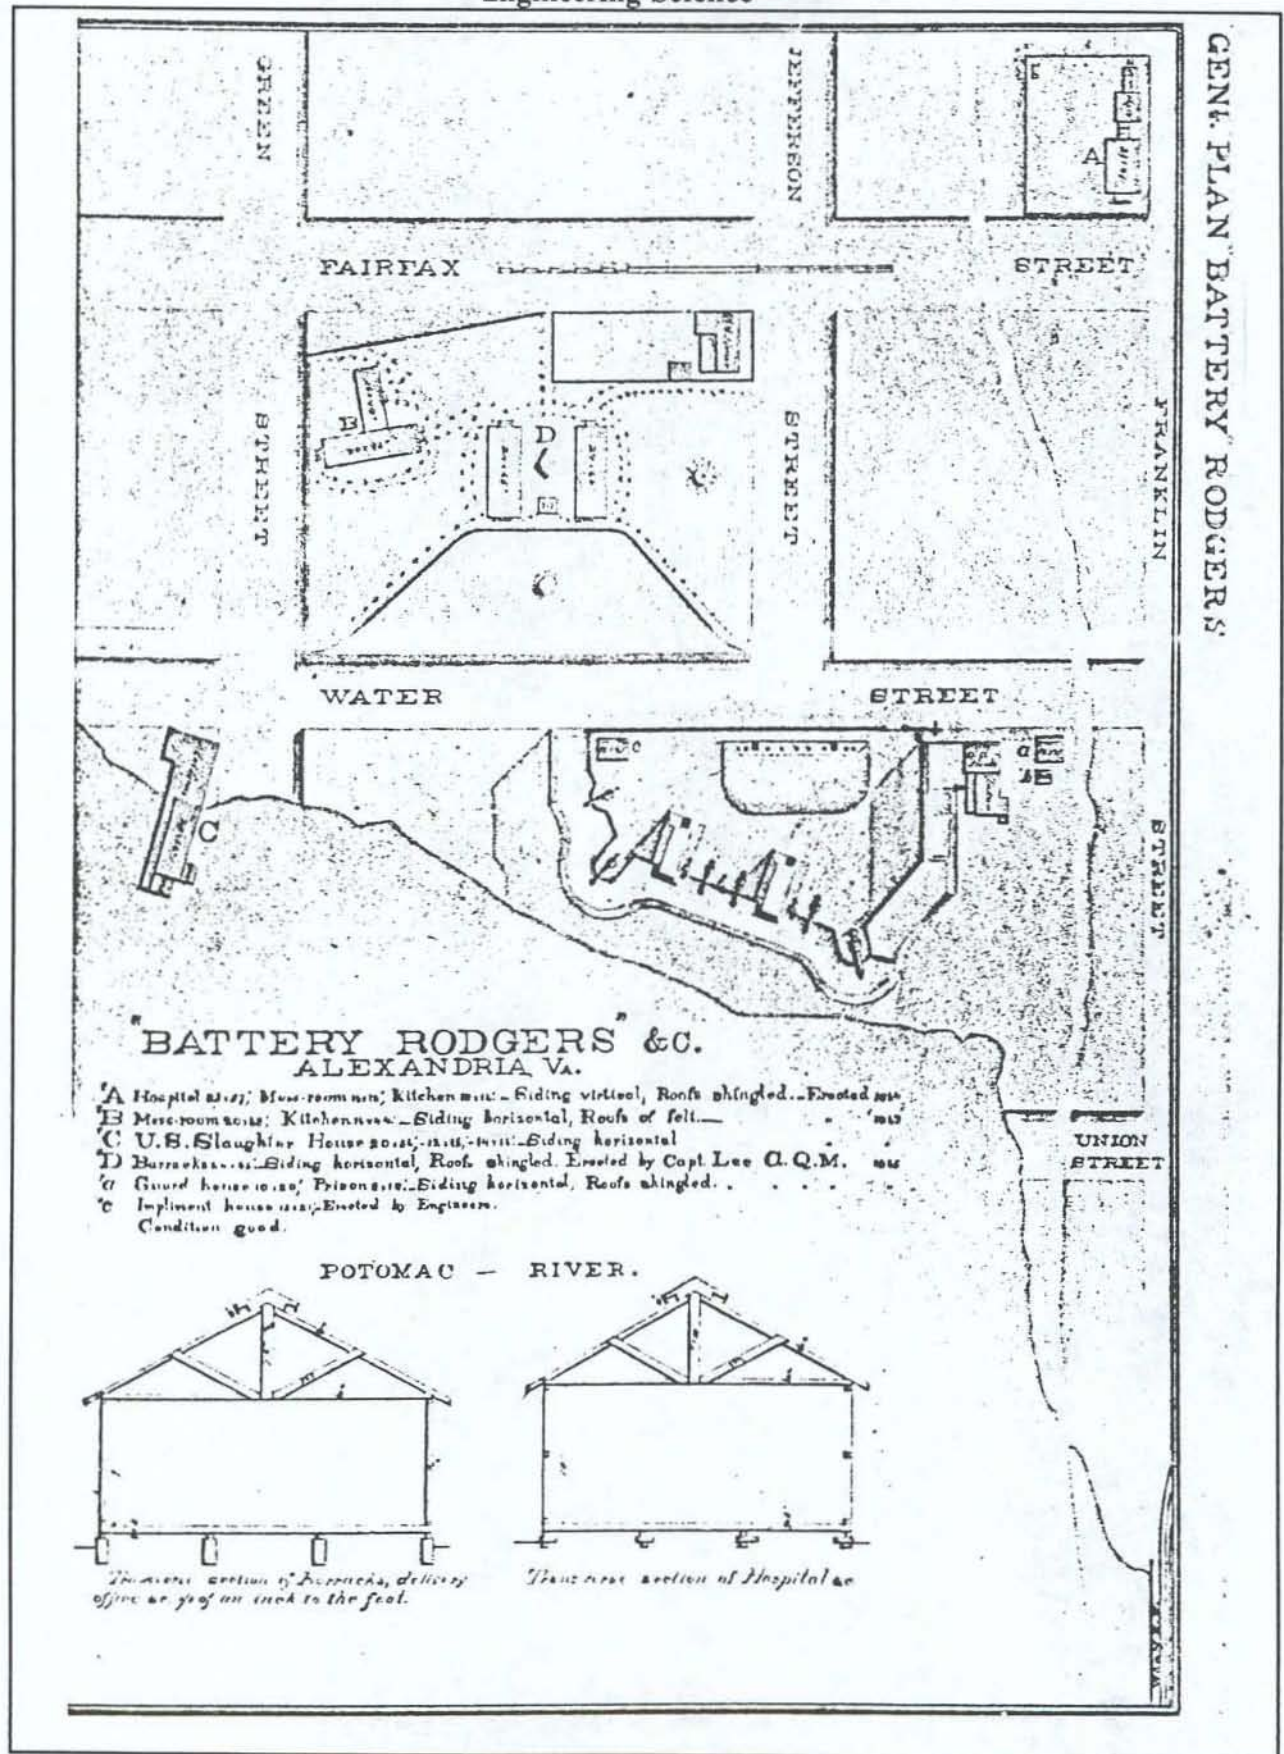 Engineering Science
GENL. PLAN BATTERY RODGERS
GREEN
JEFFERSON
A
FAIRFAX
STREET
STREET
B
D
STREET
FRANKLIN
WATER
STREET
c
a
b
C
STREET
"BATTERY RODGERS" &C.
ALEXANDRIA, VA.
A Hospital Mess-room Kitchen Siding virtical, Roofs shingled. Erected
B Mess-room Kitchen Siding horizontal, Roofs of felt.
C U.S. Slaughter House Siding horizontal
D Barracks Siding horizontal, Roofs shingled. Erected by Capt. Lee A.Q.M.
a Guard house Prison Siding horizontal, Roofs shingled.
c Impliment house Erected by Engineers.
Condition good.
UNION
STREET
POTOMAC — RIVER.
Transverse section of Barracks,
of an inch to the foot.
Transverse section of Hospital &c